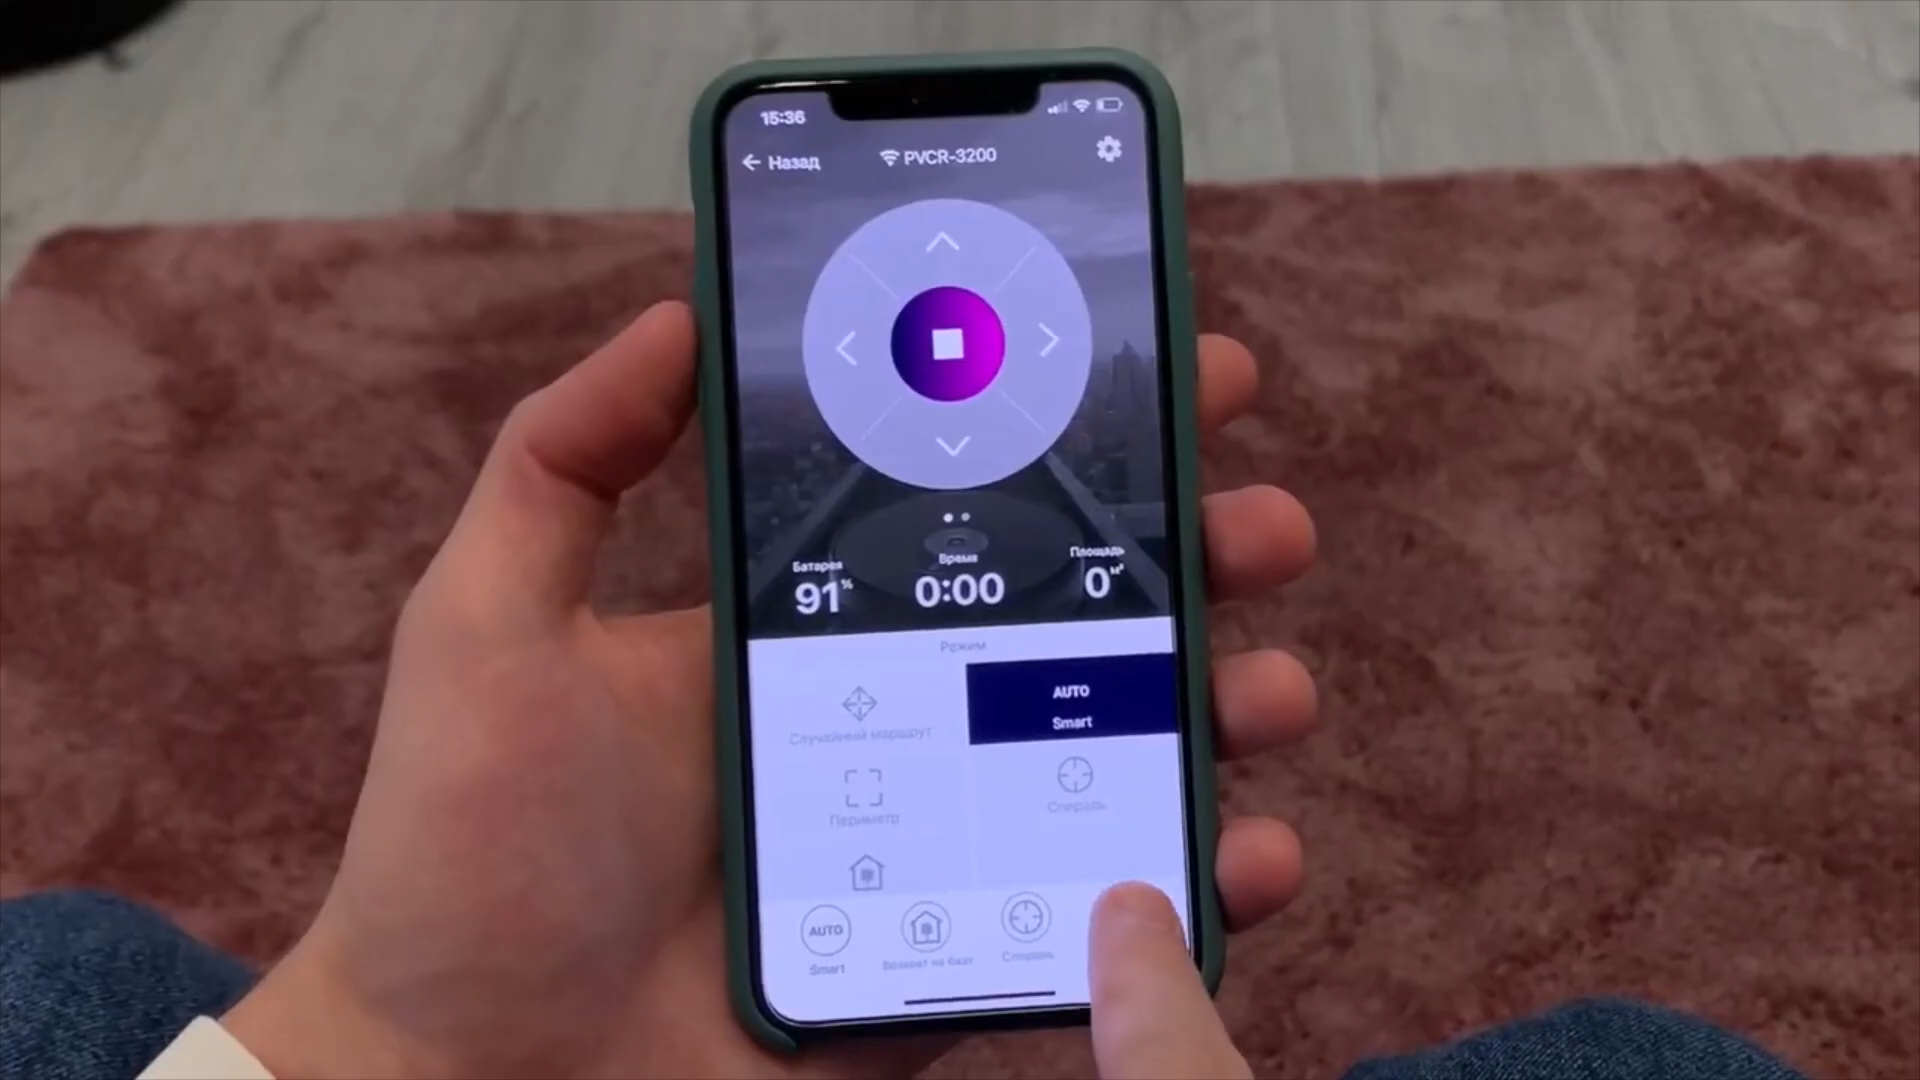 15:36
← Назад
PVCR-3200
Батарея
Время
Площадь
91%
0:00
0м²
Режим
Случайный маршрут
AUTO
Smart
Периметр
Спираль
AUTO
Smart
Возврат на базу
Спираль